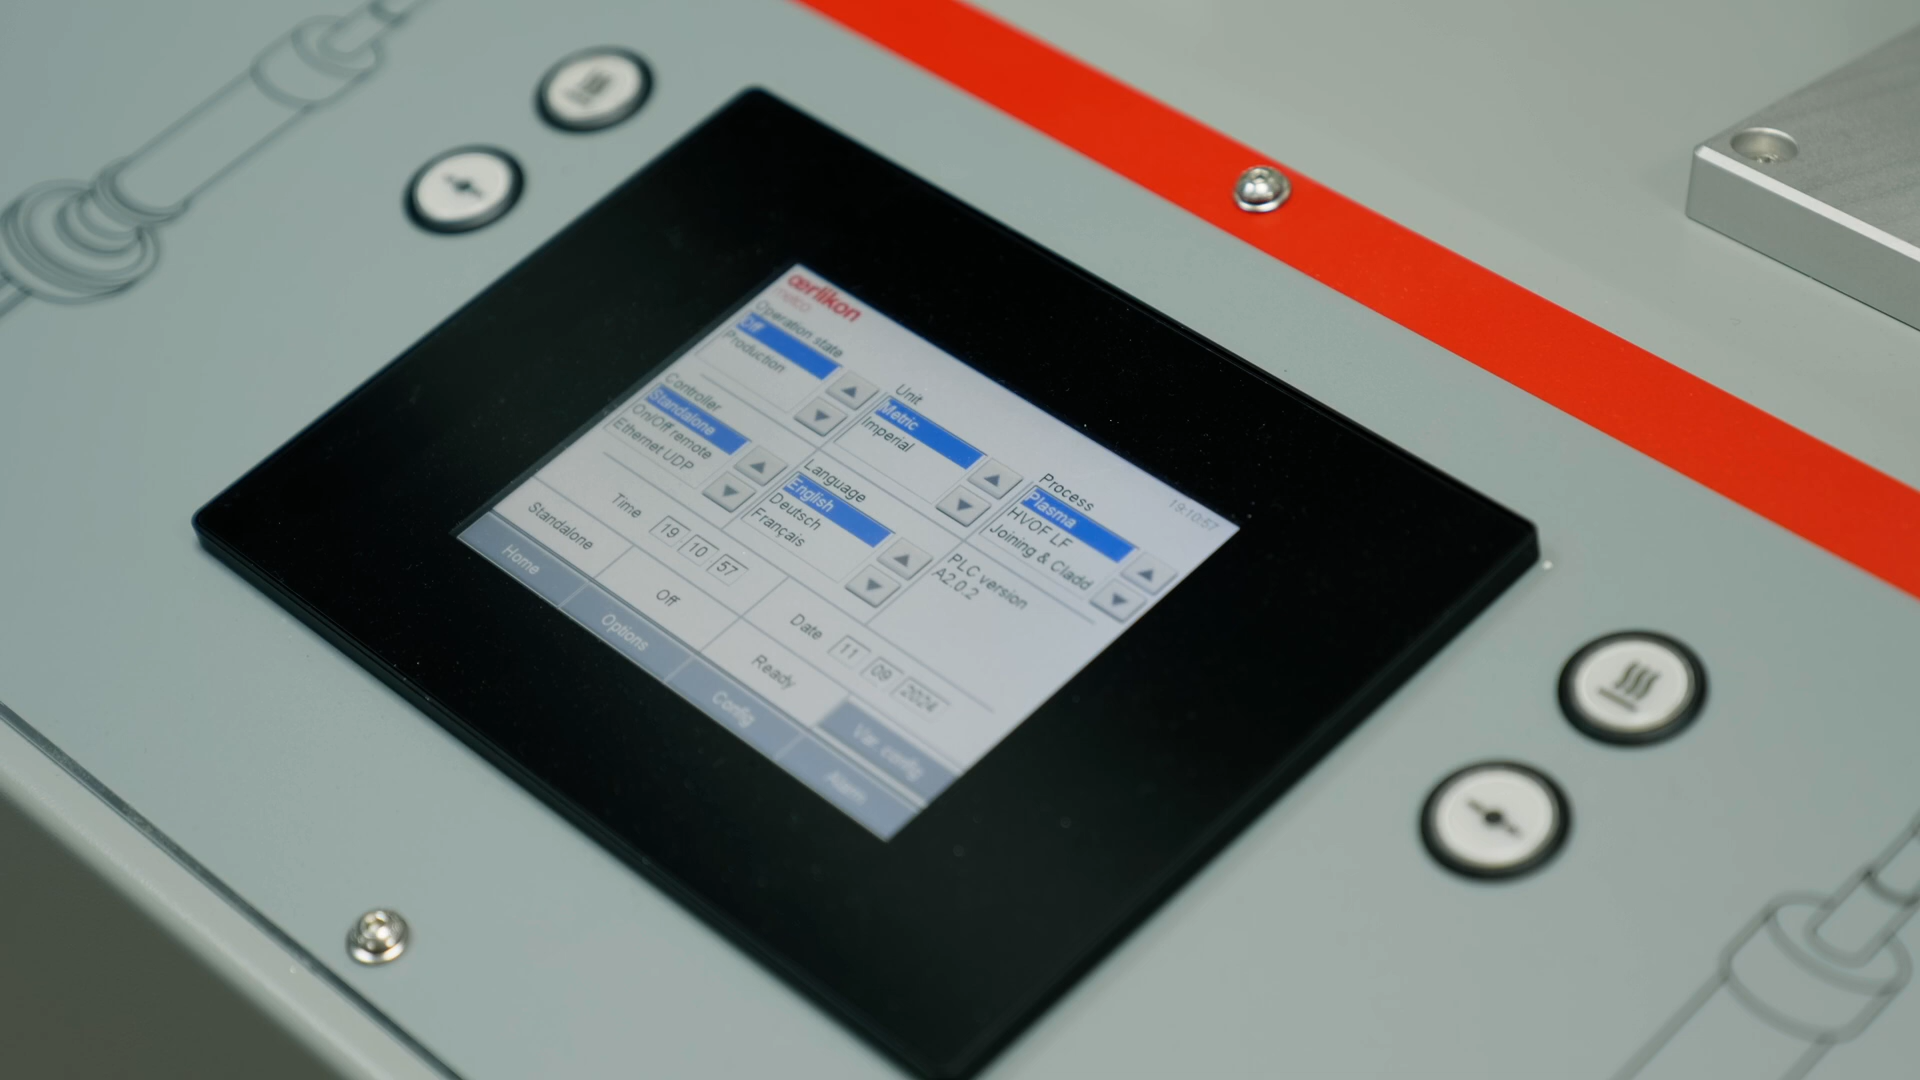 œrlikon
metco
19:10:57
Operation state
Off
Production
Unit
Metric
Imperial
Process
Plasma
HVOF LF
Joining & Cladd
Controller
Standalone
On/Off remote
Ethernet UDP
Language
English
Deutsch
Français
PLC version
A2.0.2
Time 19 10 57
Date 11 09 2024
Standalone
Off
Ready
Var. config
Home
Options
Config
Alarm